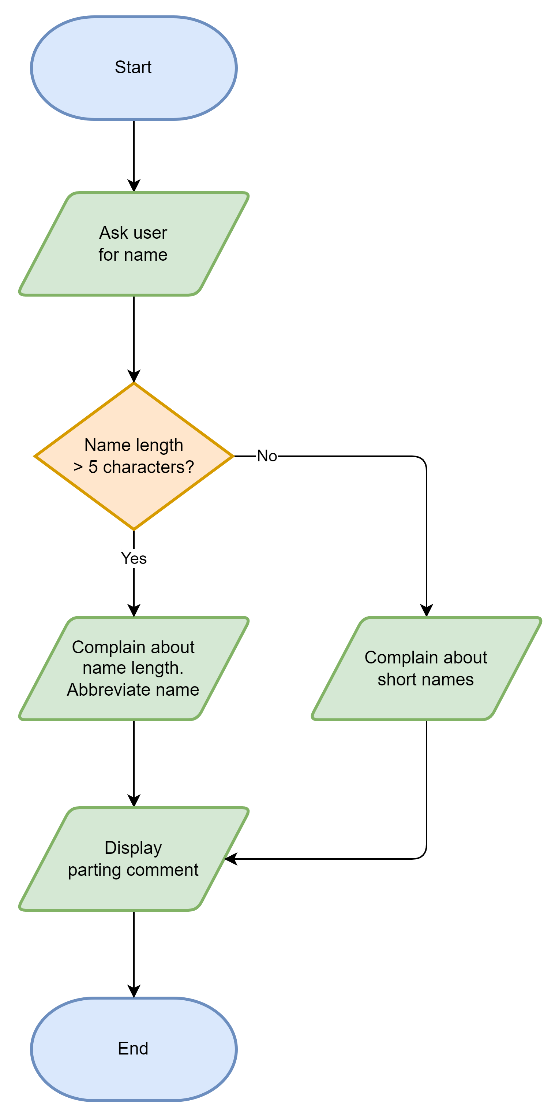 Start
Ask user
for name
Name length
> 5 characters?
No
Yes
Complain about
name length.
Abbreviate name
Complain about
short names
Display
parting comment
End